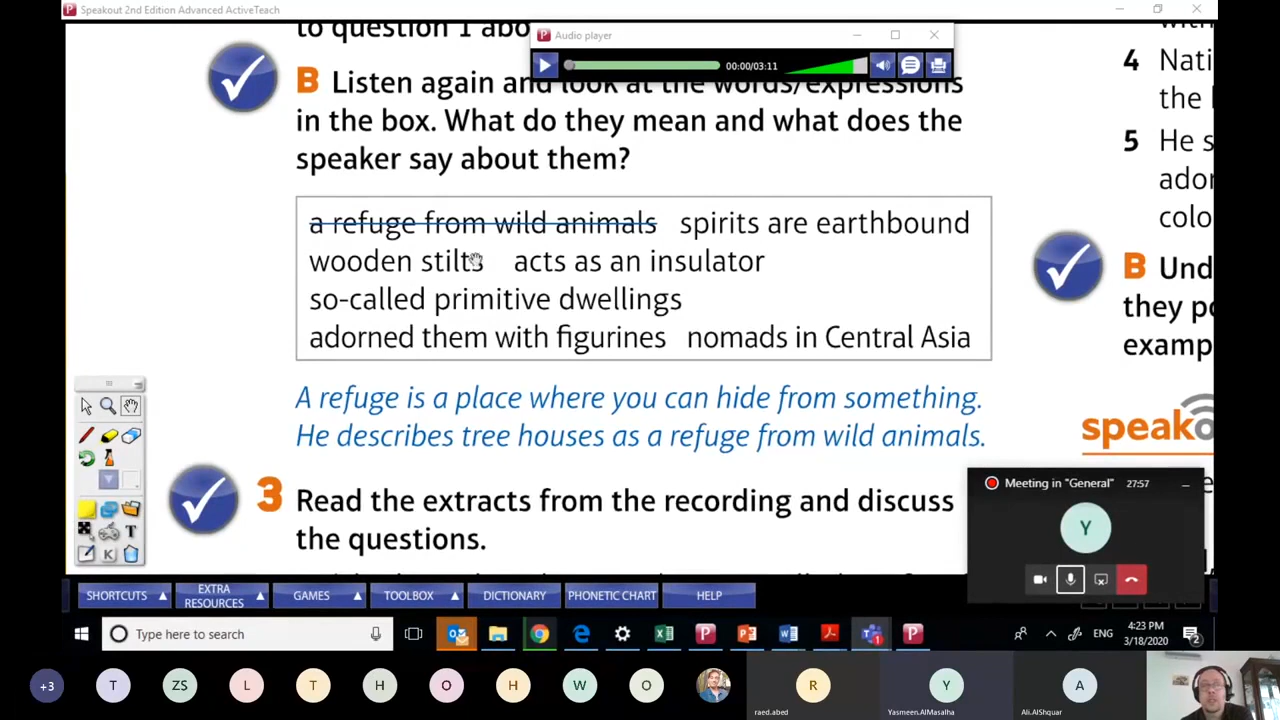 Speakout 2nd Edition Advanced ActiveTeach
to question 1 abo
Audio player
00:00/03:11
B Listen again and look at the words/expressions
in the box. What do they mean and what does the
speaker say about them?
a refuge from wild animals spirits are earthbound
wooden stilts acts as an insulator
so-called primitive dwellings
adorned them with figurines nomads in Central Asia
A refuge is a place where you can hide from something.
He describes tree houses as a refuge from wild animals.
3 Read the extracts from the recording and discuss
the questions.
4 Nati
the
5 He s
ador
colo
B Und
they po
examp
speako
Meeting in "General" 27:57
Y
SHORTCUTS
EXTRA
RESOURCES
GAMES
TOOLBOX
DICTIONARY
PHONETIC CHART
HELP
Type here to search
ENG
4:23 PM
3/18/2020
+3
T
ZS
L
T
H
O
H
W
O
R
raed.abed
Y
Yasmeen.AlMasalha
A
Ali.AlShquar